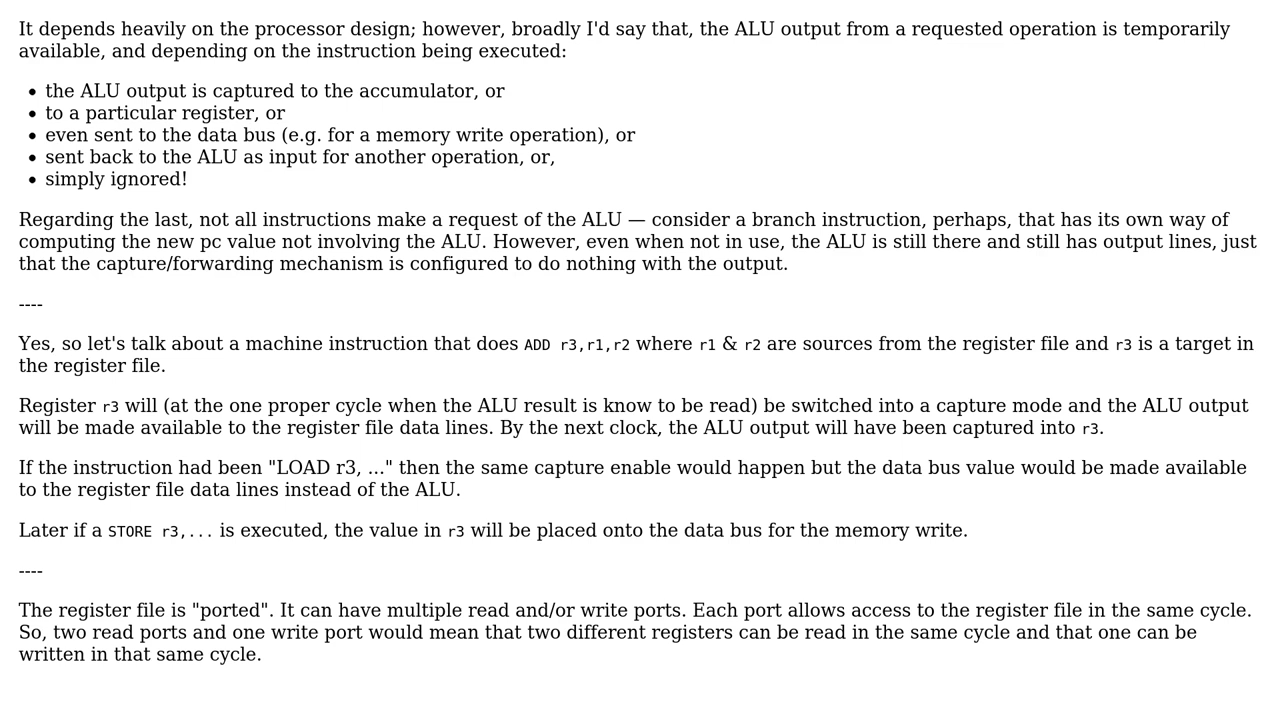 It depends heavily on the processor design; however, broadly I'd say that, the ALU output from a requested operation is temporarily
available, and depending on the instruction being executed:
• the ALU output is captured to the accumulator, or
• to a particular register, or
• even sent to the data bus (e.g. for a memory write operation), or
• sent back to the ALU as input for another operation, or,
• simply ignored!
Regarding the last, not all instructions make a request of the ALU — consider a branch instruction, perhaps, that has its own way of
computing the new pc value not involving the ALU. However, even when not in use, the ALU is still there and still has output lines, just
that the capture/forwarding mechanism is configured to do nothing with the output.
----
Yes, so let's talk about a machine instruction that does ADD r3,r1,r2 where r1 & r2 are sources from the register file and r3 is a target in
the register file.
Register r3 will (at the one proper cycle when the ALU result is know to be read) be switched into a capture mode and the ALU output
will be made available to the register file data lines. By the next clock, the ALU output will have been captured into r3.
If the instruction had been "LOAD r3, ..." then the same capture enable would happen but the data bus value would be made available
to the register file data lines instead of the ALU.
Later if a STORE r3,... is executed, the value in r3 will be placed onto the data bus for the memory write.
----
The register file is "ported". It can have multiple read and/or write ports. Each port allows access to the register file in the same cycle.
So, two read ports and one write port would mean that two different registers can be read in the same cycle and that one can be
written in that same cycle.